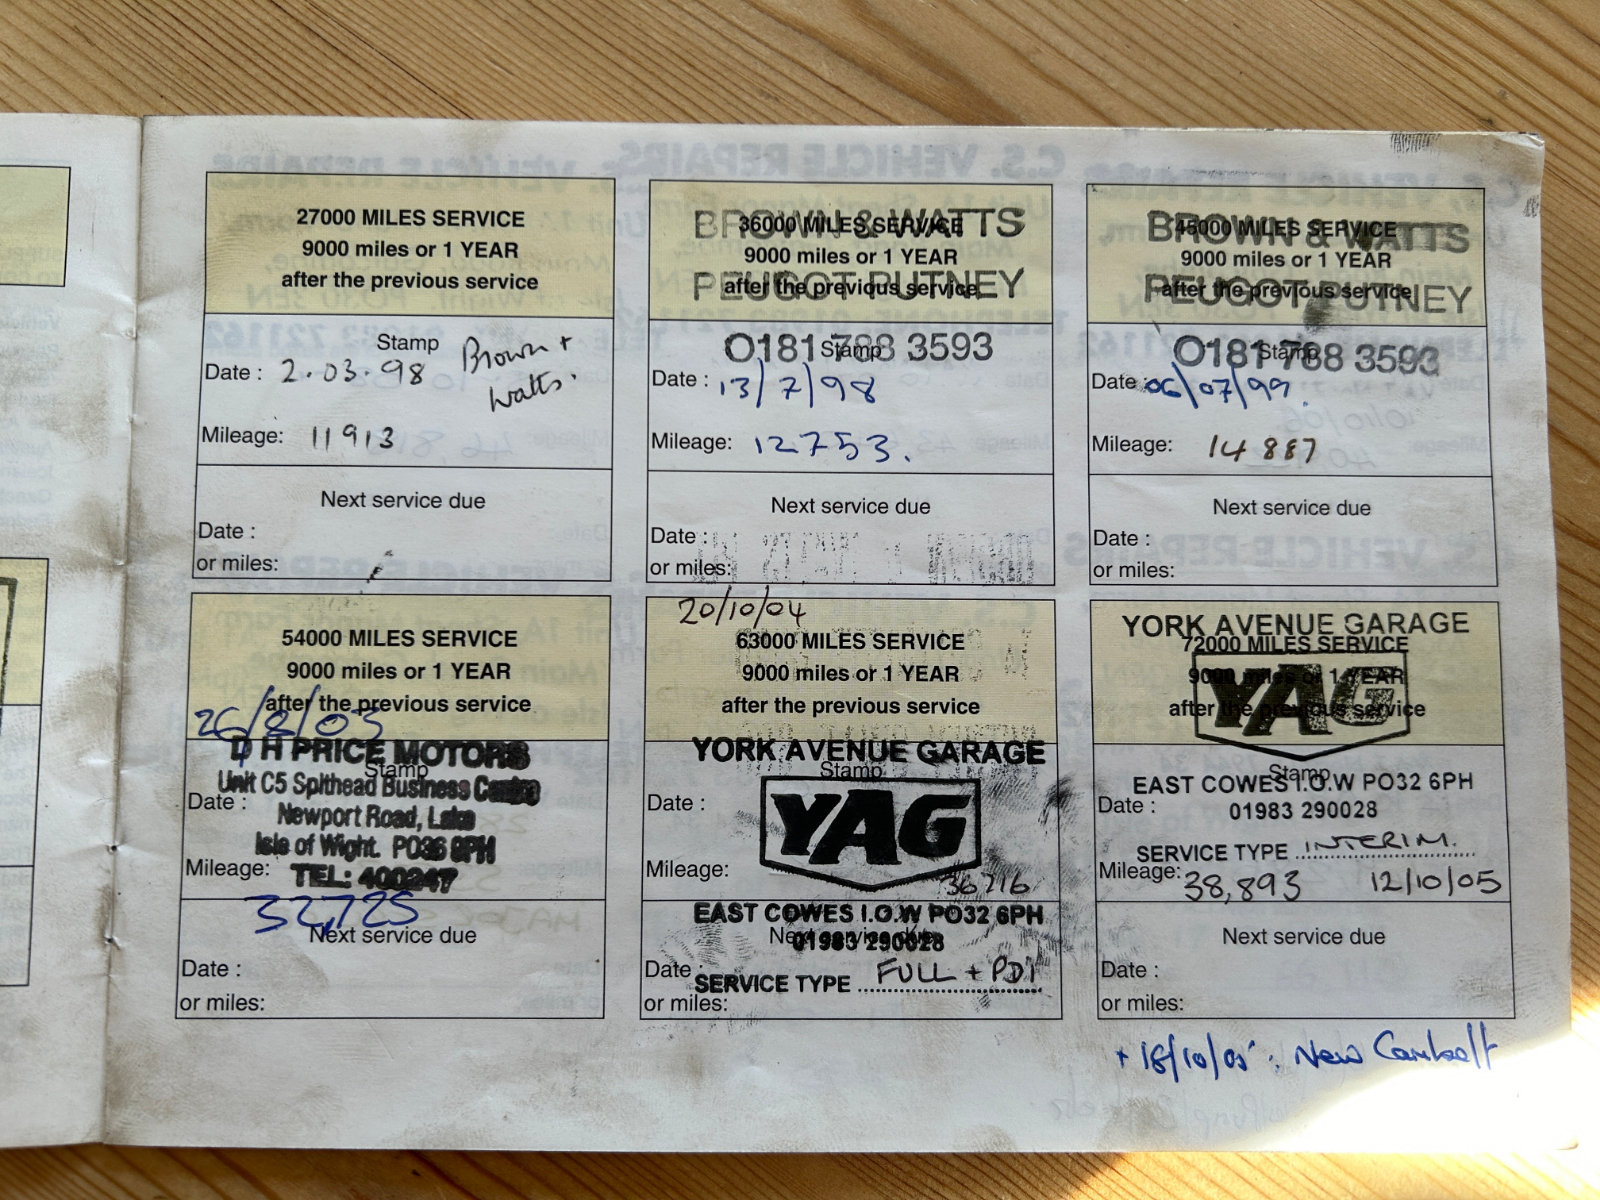 27000 MILES SERVICE
9000 miles or 1 YEAR
after the previous service
Stamp
Brown +
Watts.
Date : 2.03.98
Mileage: 11913
Next service due
Date :
or miles:
BROWN & WATTS
36000 MILES SERVICE
9000 miles or 1 YEAR
PEUGOT PUTNEY
after the previous service
0181 788 3593
Stamp
Date : 13/7/98
Mileage: 12753.
Next service due
Date :
or miles:
BROWN & WATTS
45000 MILES SERVICE
9000 miles or 1 YEAR
PEUGOT PUTNEY
after the previous service
0181 788 3593
Stamp
Date : 06/07/99.
Mileage: 14887
Next service due
Date :
or miles:
54000 MILES SERVICE
9000 miles or 1 YEAR
after the previous service
26/8/03
D H PRICE MOTORS
Stamp
Unit C5 Spithead Business Centre
Date :
Newport Road, Lake
Isle of Wight. PO36 9PH
Mileage:
TEL: 400247
32,725
Next service due
Date :
or miles:
20/10/04
63000 MILES SERVICE
9000 miles or 1 YEAR
after the previous service
YORK AVENUE GARAGE
Stamp
Date :
YAG
Mileage: 36216
EAST COWES I.O.W PO32 6PH
Next service due
01983 290028
Date :
SERVICE TYPE FULL + PDI
or miles:
YORK AVENUE GARAGE
72000 MILES SERVICE
9000 miles or 1 YEAR
YAG
after the previous service
Stamp
EAST COWES I.O.W PO32 6PH
Date :
01983 290028
SERVICE TYPE INTERIM.
Mileage: 38,893 12/10/05
Next service due
Date :
or miles:
+ 18/10/05 : New Cambelt